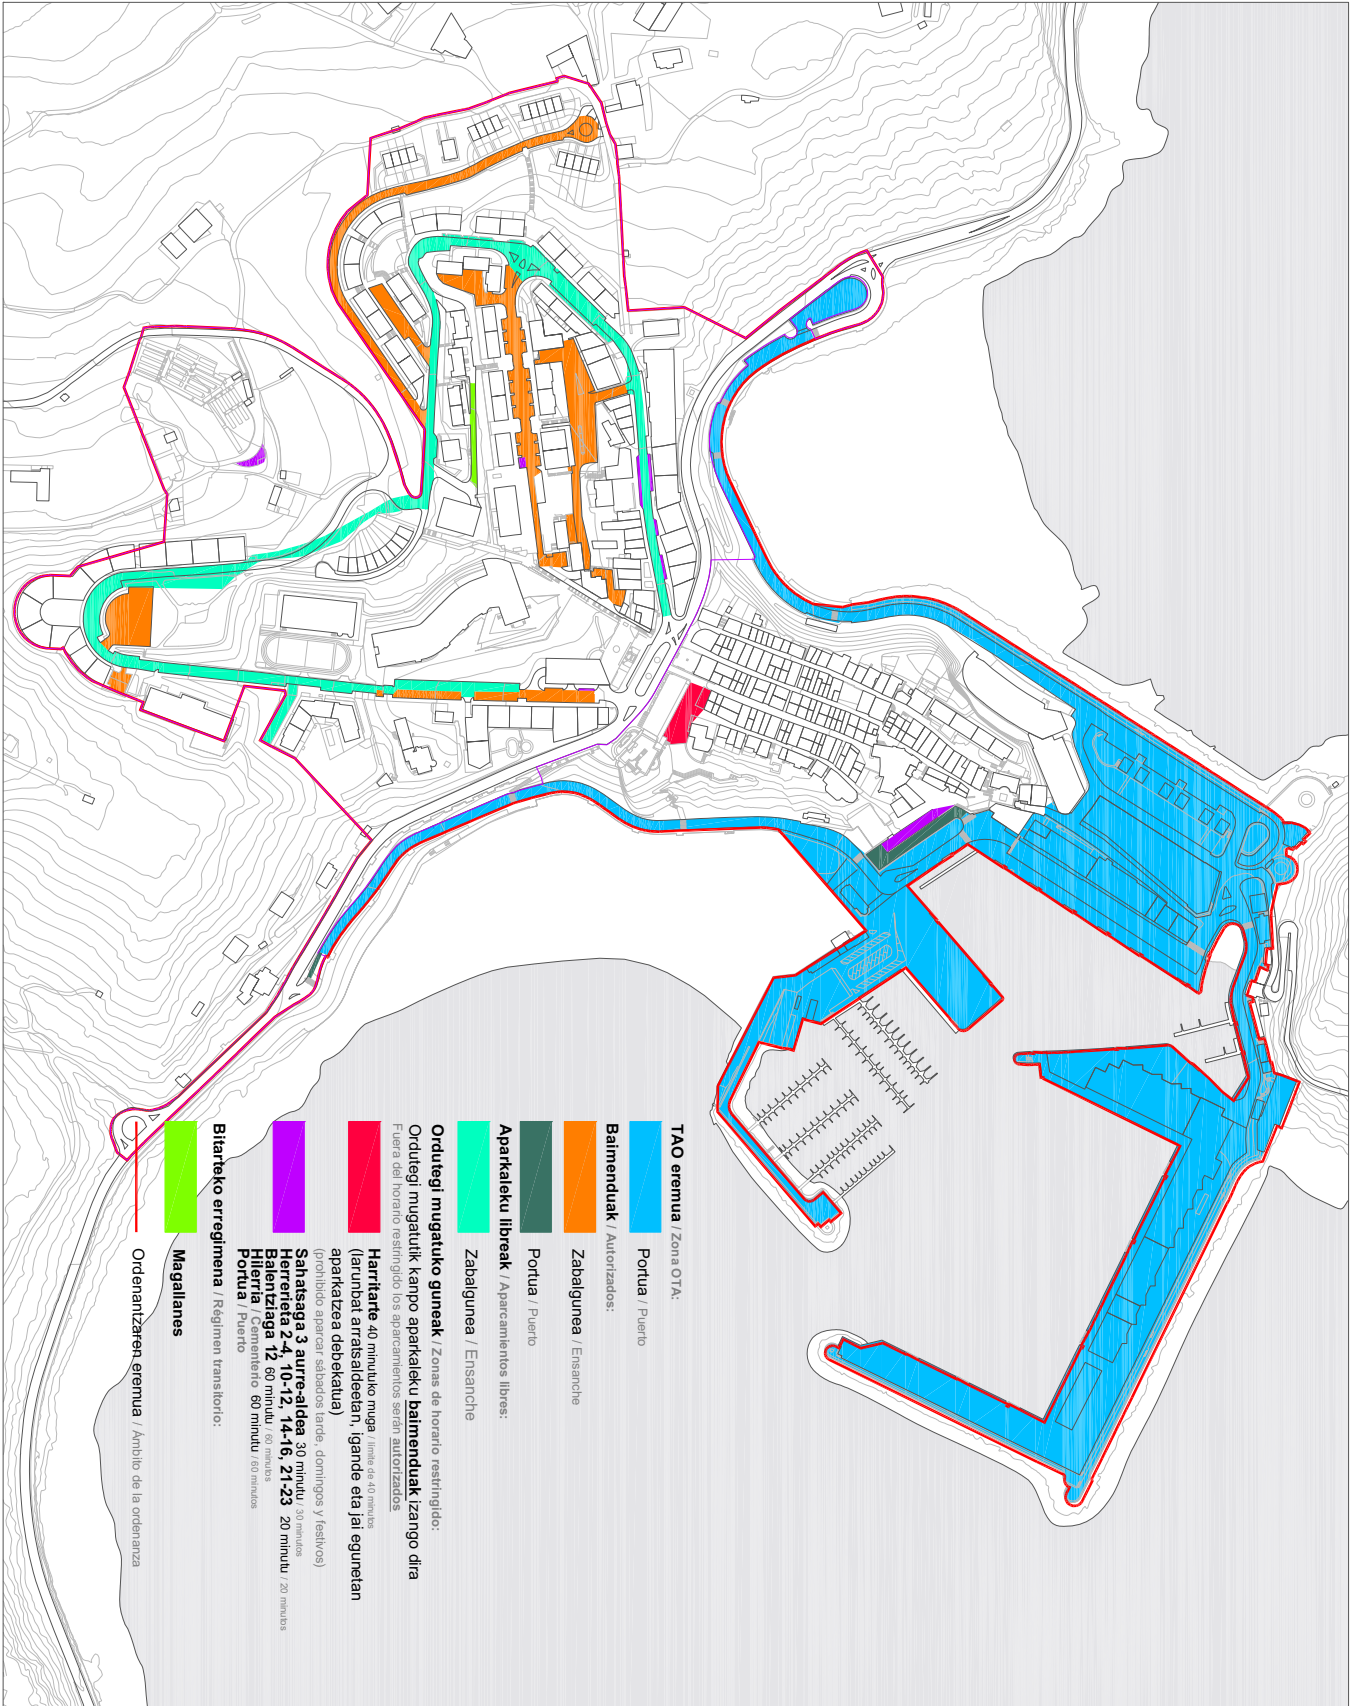 TAO eremua / Zona OTA:
Portua / Puerto
Baimenduak / Autorizados:
Zabalgunea / Ensanche
Portua / Puerto
Aparkaleku libreak / Aparcamientos libres:
Zabalgunea / Ensanche
Ordutegi mugatuko guneak / Zonas de horario restringido:
Ordutegi mugatutik kanpo aparkaleku baimenduak izango dira
Fuera del horario restringido los aparcamientos serán autorizados
Harritarte 40 minutuko muga / límite de 40 minutos
(larunbat arratsaldeetan, igande eta jai egunetan
aparkatzea debekatua)
(prohibido aparcar sábados tarde, domingos y festivos)
Sahatsaga 3 aurre-aldea 30 minutu / 30 minutos
Herrerieta 2-4, 10-12, 14-16, 21-23 20 minutu / 20 minutos
Balentziaga 12 60 minutu / 60 minutos
Hilerria / Cementerio 60 minutu / 60 minutos
Portua / Puerto
Bitarteko erregimena / Régimen transitorio:
Magallanes
Ordenantzaren eremua / Ámbito de la ordenanza